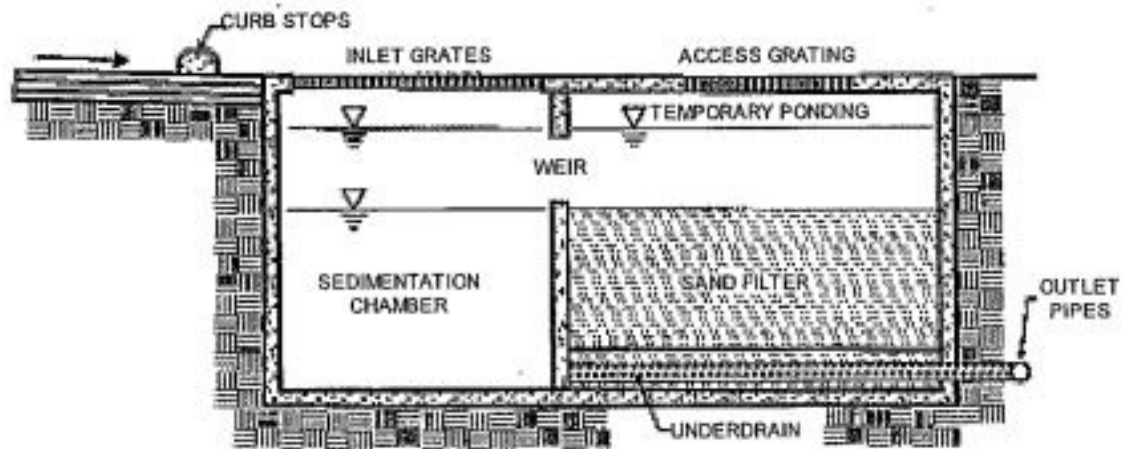 CURB STOPS
INLET GRATES
ACCESS GRATING
TEMPORARY PONDING
WEIR
SEDIMENTATION
CHAMBER
SAND FILTER
OUTLET
PIPES
UNDERDRAIN